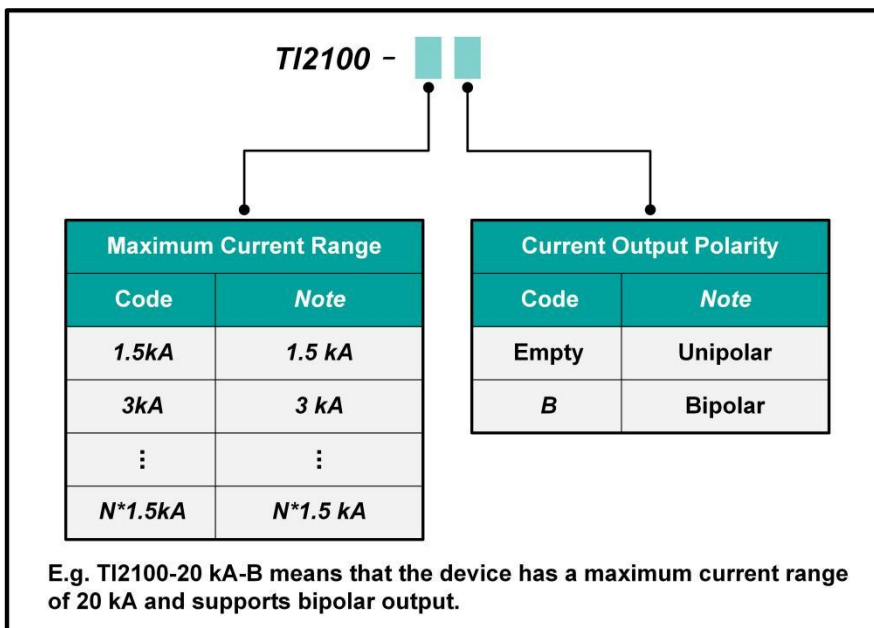 TI2100 -
Maximum Current Range
Code Note
1.5kA 1.5 kA
3kA 3 kA
⋮ ⋮
N*1.5kA N*1.5 kA
Current Output Polarity
Code Note
Empty Unipolar
B Bipolar
E.g. TI2100-20 kA-B means that the device has a maximum current range
of 20 kA and supports bipolar output.